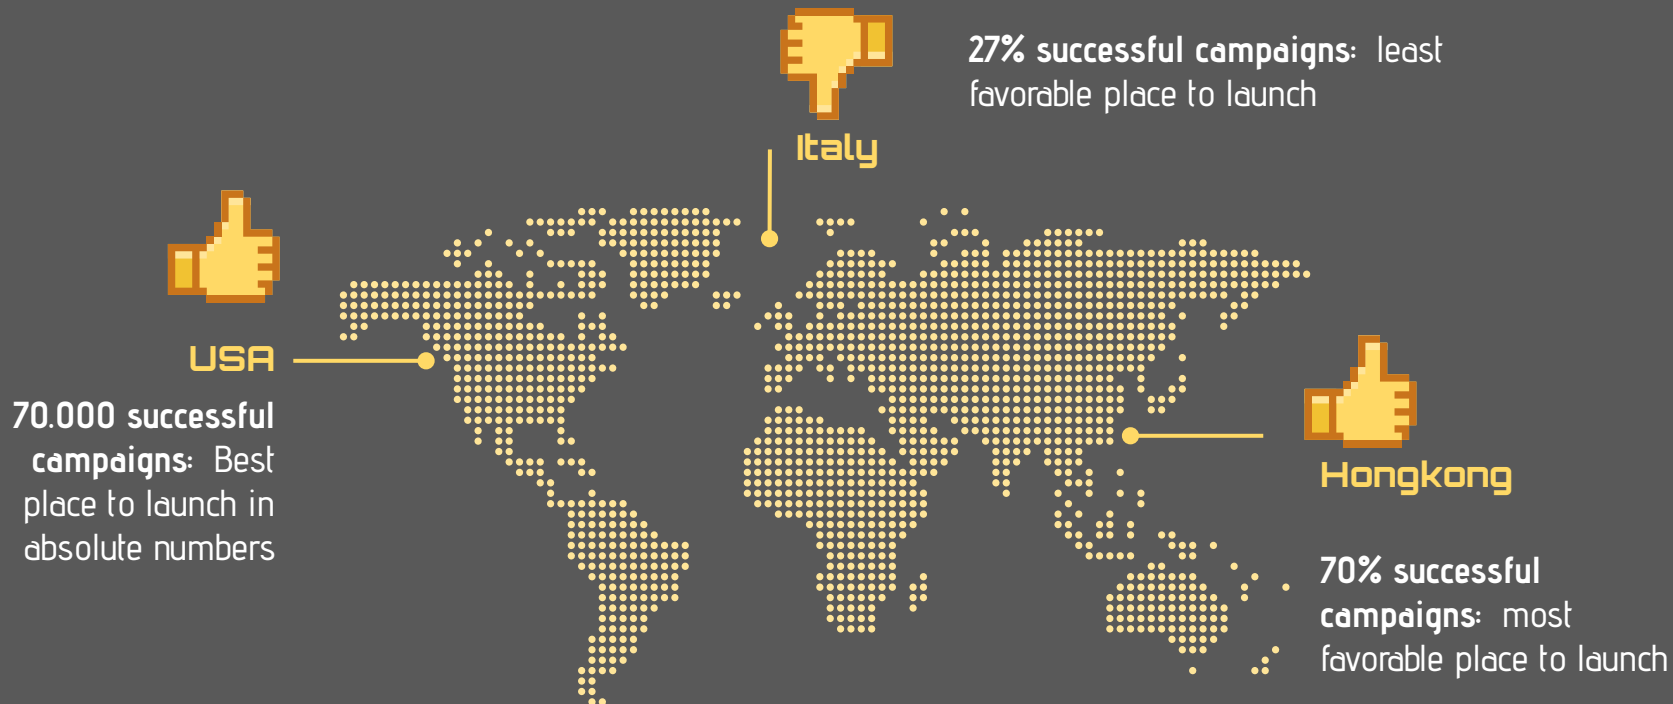 27% successful campaigns: least
favorable place to launch
Italy
USA
70.000 successful
campaigns: Best
place to launch in
absolute numbers
Hongkong
70% successful
campaigns: most
favorable place to launch